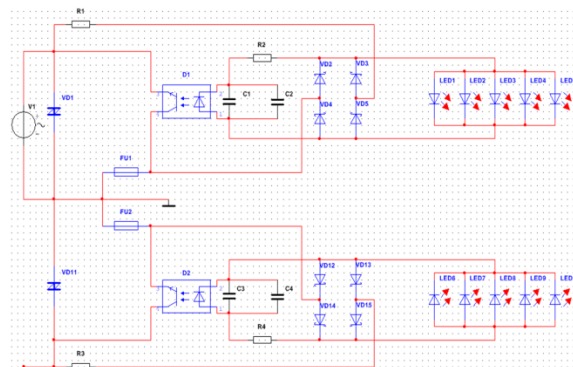 R1
D1
R2
VD2
VD3
LED1
LED2
LED3
LED4
LED
VD1
V1
C1
C2
VD4
VD5
FU1
FU2
D2
VD12
VD13
LED6
LED7
LED8
LED9
LED
VD11
C3
C4
VD14
VD15
R4
R3